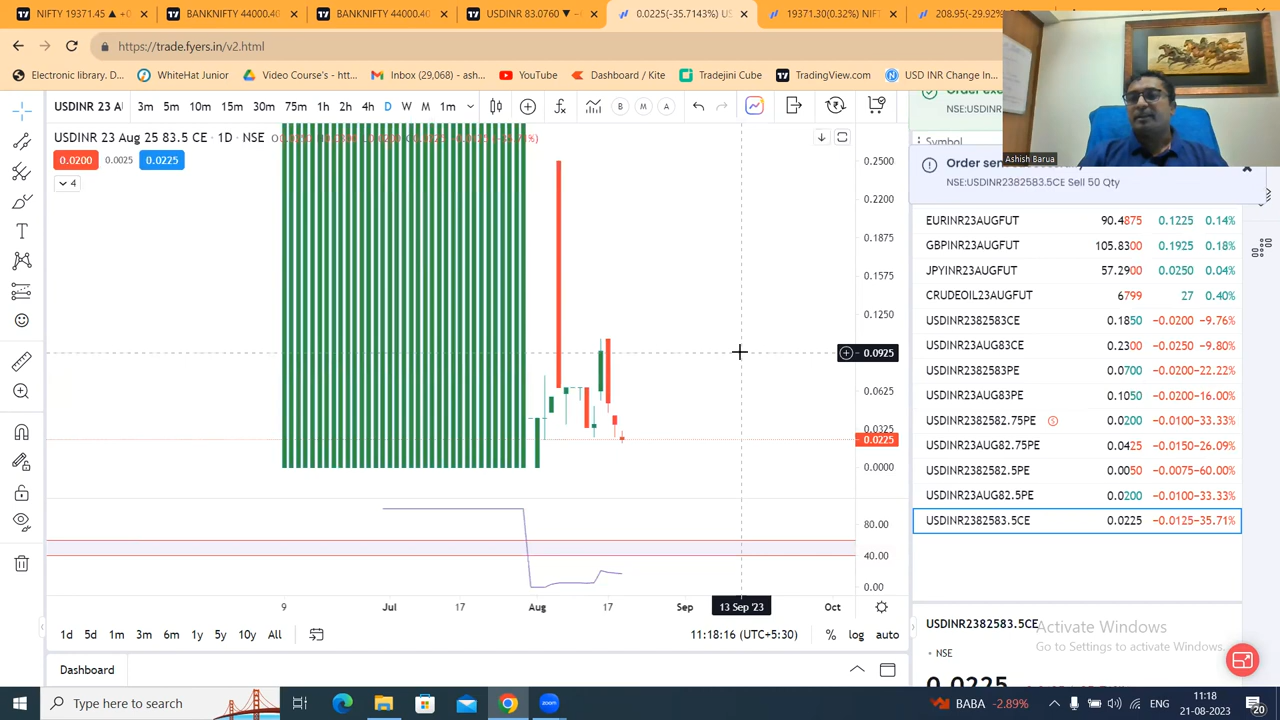 NIFTY 19371.45 ▲
BANKNIFTY 44000.40
BANKNIFTY 44000.40
USDINR 83.0760 ▼
0.0225(-35.7143%) US
19371.30(0.32%) NIFT
208.95(-29.92%)
https://trade.fyers.in/v2.html
Electronic library. D...
WhiteHat Junior
Video Course's - htt...
Inbox (29,068) - ash...
YouTube
Dashboard / Kite
Tradejini Cube
TradingView.com
USD INR Change In...
USDINR 23 A
3m 5m 10m 15m 30m 75m 1h 2h 4h D W M 1m
B M A
USDINR 23 Aug 25 83.5 CE · 1D · NSE
0.0200 0.0025 0.0225
4
0.2500
0.2200
0.1875
0.1575
0.1250
0.0925
0.0625
0.0325
0.0225
0.0000
80.00
40.00
0.00
9 Jul 17 Aug 17 Sep 13 Sep '23 Oct
1d 5d 1m 3m 6m 1y 5y 10y All
11:18:16 (UTC+5:30) % log auto
Dashboard
Symbol
Order sen
NSE:USDINR2382583.5CE Sell 50 Qty
Ashish Barua
EURINR23AUGFUT 90.4875 0.1225 0.14%
GBPINR23AUGFUT 105.8300 0.1925 0.18%
JPYINR23AUGFUT 57.2900 0.0250 0.04%
CRUDEOIL23AUGFUT 6799 27 0.40%
USDINR2382583CE 0.1850 -0.0200 -9.76%
USDINR23AUG83CE 0.2300 -0.0250 -9.80%
USDINR2382583PE 0.0700 -0.0200 -22.22%
USDINR23AUG83PE 0.1050 -0.0200 -16.00%
USDINR2382582.75PE 0.0200 -0.0100 -33.33%
USDINR23AUG82.75PE 0.0425 -0.0150 -26.09%
USDINR2382582.5PE 0.0050 -0.0075 -60.00%
USDINR23AUG82.5PE 0.0200 -0.0100 -33.33%
USDINR2382583.5CE 0.0225 -0.0125 -35.71%
USDINR2382583.5CE
• NSE
0.0225
Activate Windows
Go to Settings to activate Windows.
Type here to search
zoom
BABA -2.89%
ENG
11:18
21-08-2023
20